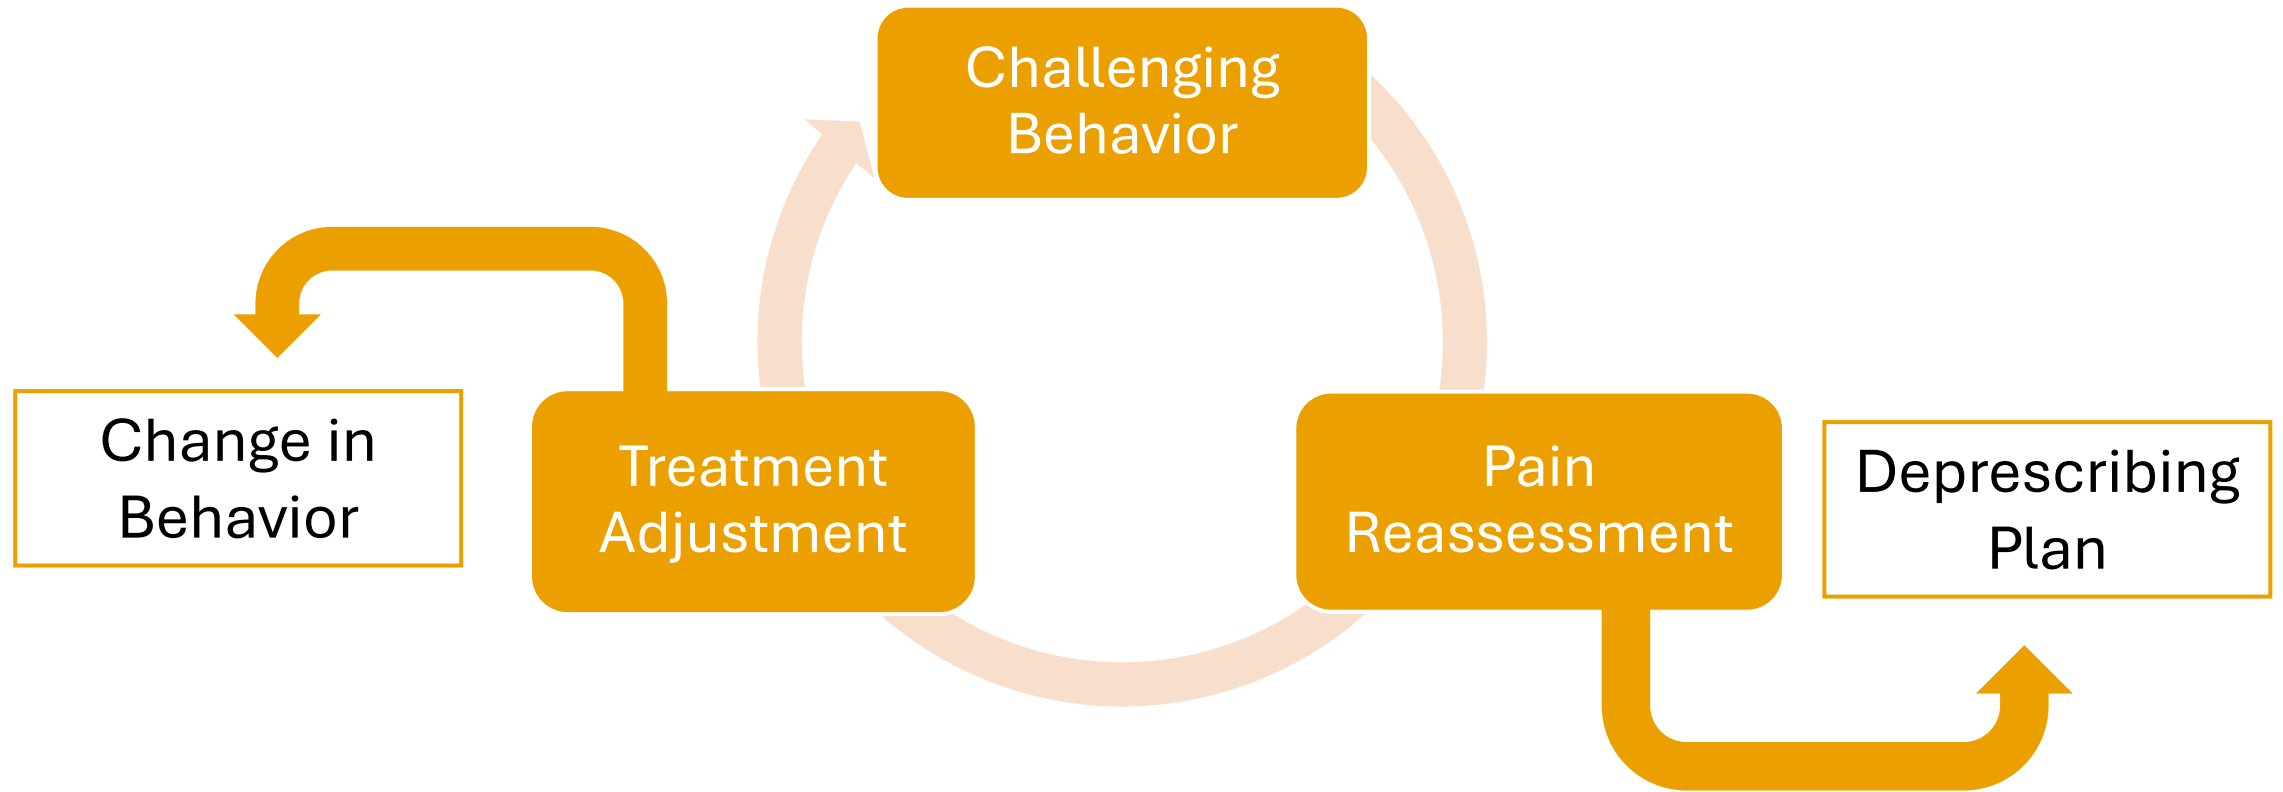 Challenging
Behavior
Change in
Behavior
Treatment
Adjustment
Pain
Reassessment
Deprescribing
Plan